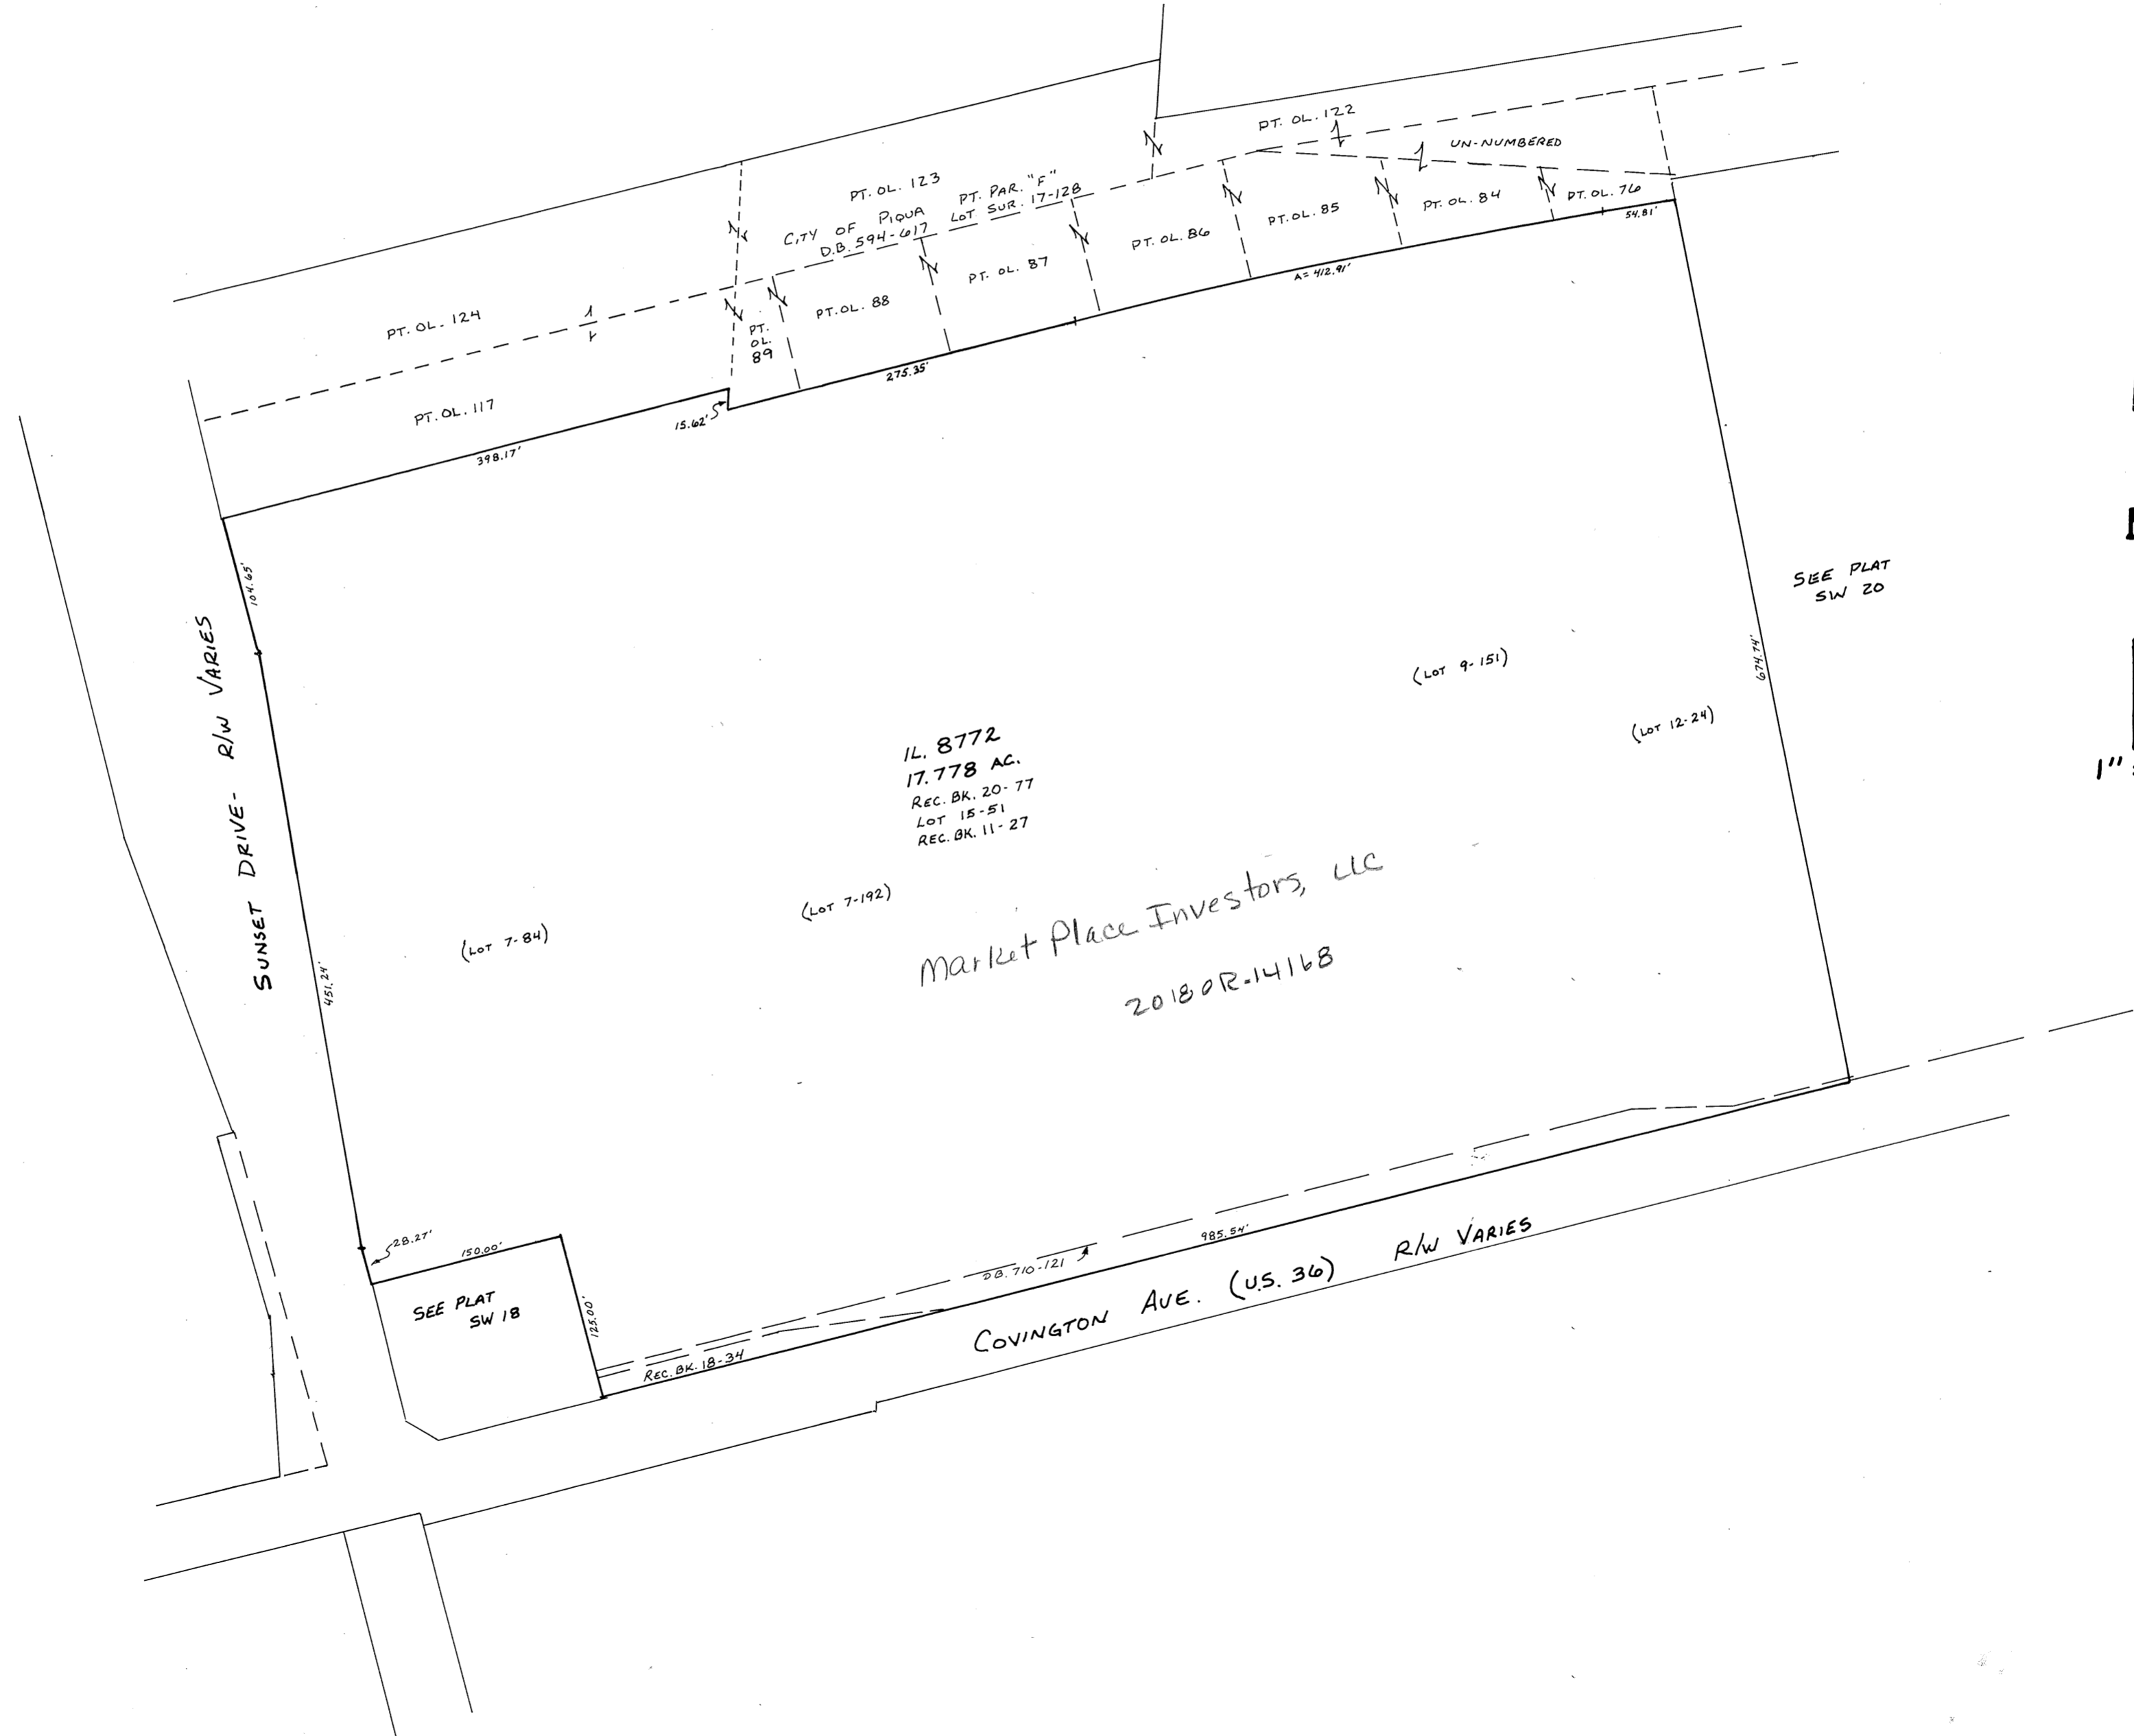 PT. OL. 122
UN-NUMBERED
PT. OL. 123
PT. PAR. "F"
CITY OF PIQUA
LOT SUR. 17-128
D.B. 594-617
PT. OL. 76
PT. OL. 84
PT. OL. 85
PT. OL. 86
PT. OL. 87
PT. OL. 88
PT.
OL.
89
PT. OL. 124
PT. OL. 117
54.81'
A= 412.91'
275.35'
15.62'
398.17'
104.65'
SUNSET DRIVE- R/W VARIES
451.24'
SEE PLAT
SW 20
674.74'
(LOT 9-151)
(LOT 12-24)
IL. 8772
17.778 AC.
REC. BK. 20-77
LOT 15-51
REC. BK. 11-27
1"
(LOT 7-192)
(LOT 7-84)
Market Place Investors, LLC
2018OR-14168
28.27'
150.00'
SEE PLAT
SW 18
125.00'
985.54'
DB. 710-121
REC. BK. 18-34
COVINGTON AVE. (U.S. 36) R/W VARIES